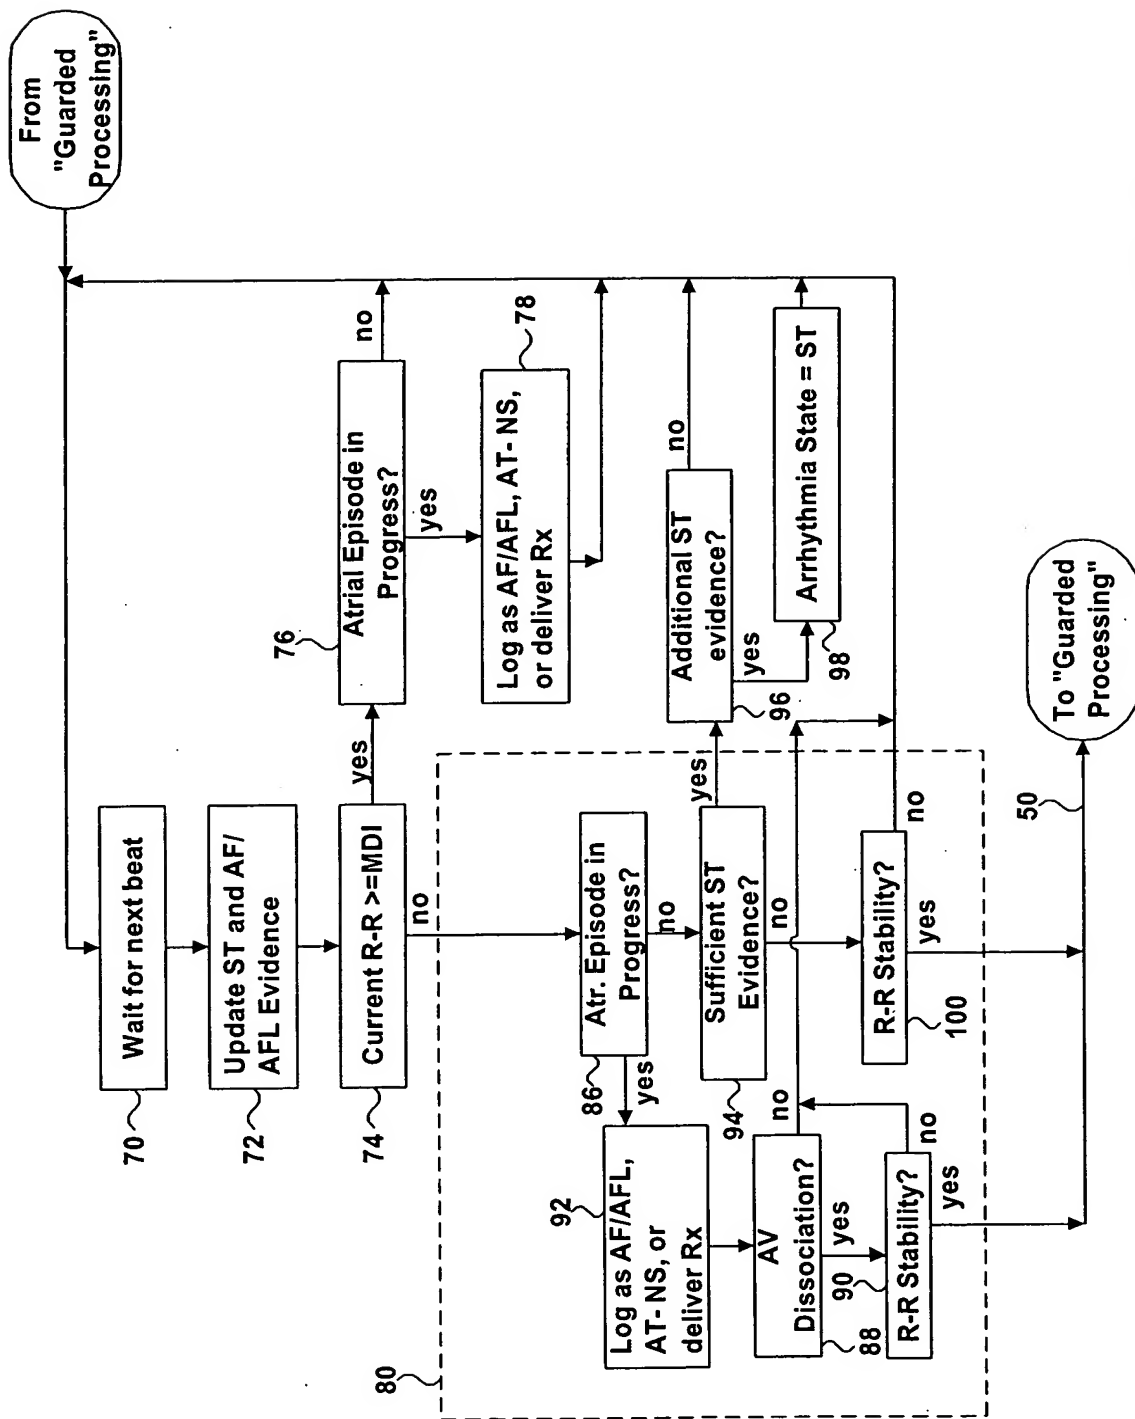 From
"Guarded
Processing"
Wait for next beat
70
Update ST and AF/
AFL Evidence
72
Current R-R >=MDI
74
yes
no
76
Atrial Episode in
Progress?
no
yes
78
Log as AF/AFL, AT-NS,
or deliver Rx
80
Atr. Episode in
Progress?
86
yes
no
92
Log as AF/AFL,
AT-NS, or
deliver Rx
Sufficient ST
Evidence?
94
yes
no
Additional ST
evidence?
96
no
yes
Arrhythmia State = ST
98
AV
Dissociation?
88
no
yes
90
R-R Stability?
no
yes
R-R Stability?
100
no
yes
50
To "Guarded
Processing"